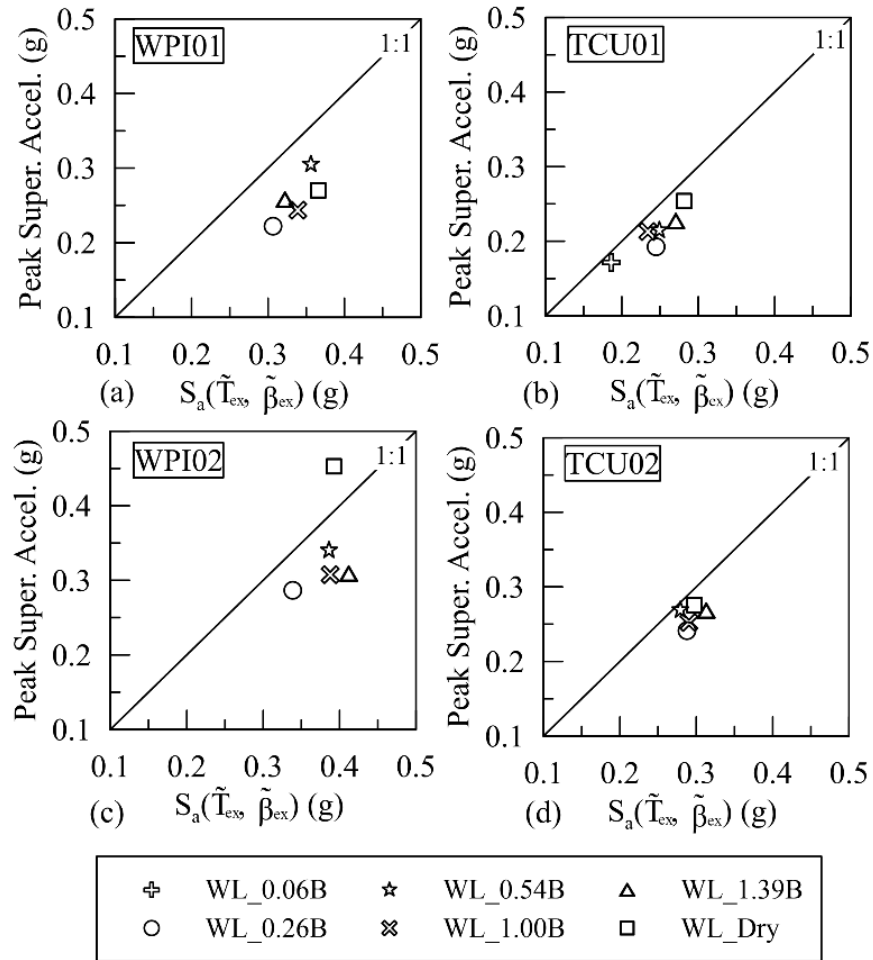 0.5
WPI01
1:1
0.4
0.3
0.2
0.1
Peak Super. Accel. (g)
0.1 0.2 0.3 0.4 0.5
(a) Sa(T̃ex, β̃ex) (g)
0.5
TCU01
1:1
0.4
0.3
0.2
0.1
Peak Super. Accel. (g)
0.1 0.2 0.3 0.4 0.5
(b) Sa(T̃ex, β̃ex) (g)
0.5
WPI02
1:1
0.4
0.3
0.2
0.1
Peak Super. Accel. (g)
0.1 0.2 0.3 0.4 0.5
(c) Sa(T̃ex, β̃ex) (g)
0.5
TCU02
1:1
0.4
0.3
0.2
0.1
Peak Super. Accel. (g)
0.1 0.2 0.3 0.4 0.5
(d) Sa(T̃ex, β̃ex) (g)
WL_0.06B WL_0.54B WL_1.39B
WL_0.26B WL_1.00B WL_Dry